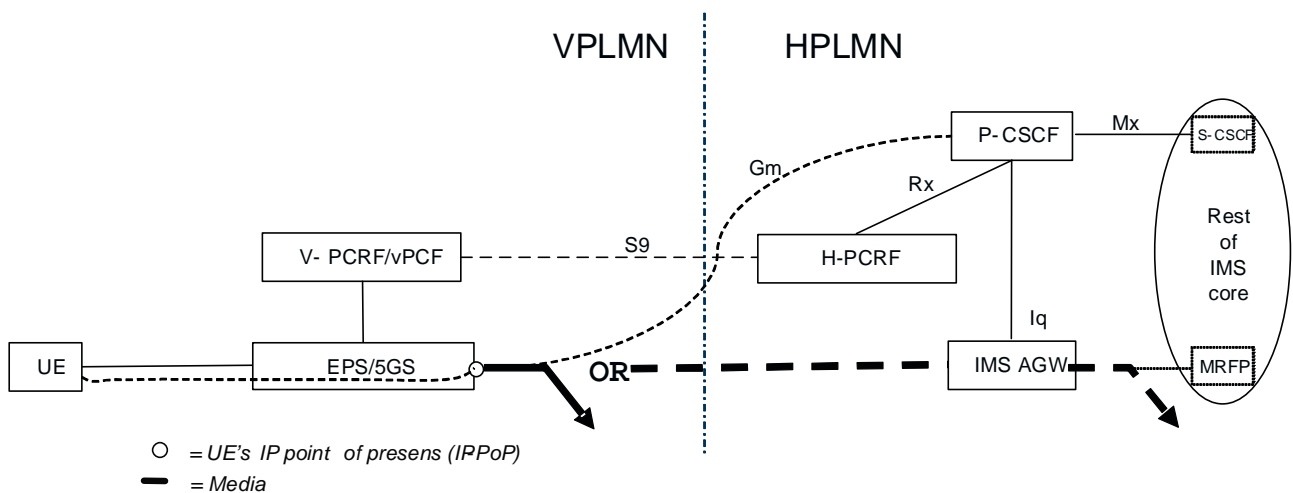 VPLMN
HPLMN
P-CSCF
Mx
S-CSCF
Gm
Rx
Rest
of
IMS
core
V- PCRF/vPCF
S9
H-PCRF
Iq
UE
EPS/5GS
OR
IMS AGW
MRFP
= UE's IP point of presens (IPPoP)
= Media